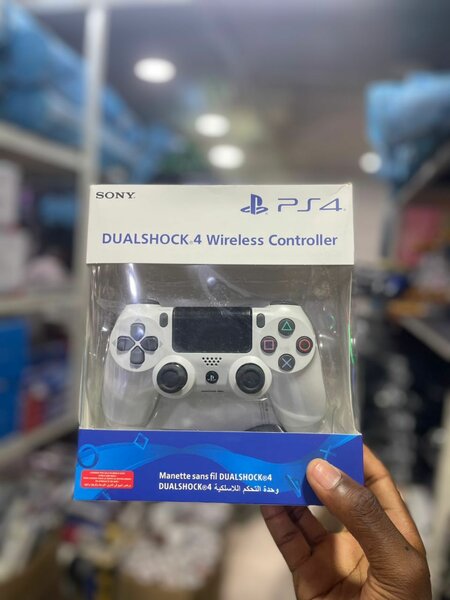 SONY
PS4
DUALSHOCK®4 Wireless Controller
Manette sans fil DUALSHOCK®4
وحدة التحكم اللاسلكية DUALSHOCK®4